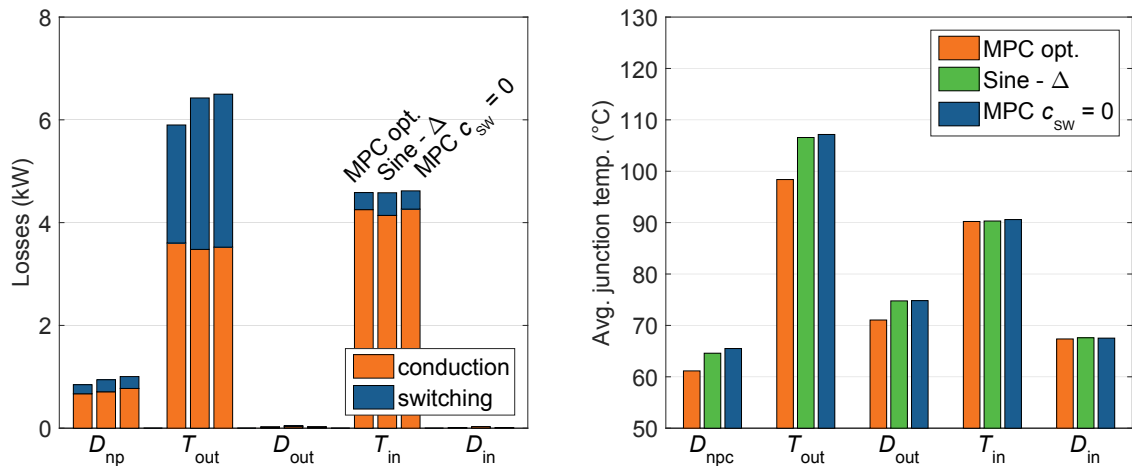 8
6
4
2
0
Losses (kW)
MPC opt.
Sine - Δ
MPC c_sw = 0
conduction
switching
D_np T_out D_out T_in D_in
130
120
110
100
90
80
70
60
50
Avg. junction temp. (°C)
MPC opt.
Sine - Δ
MPC c_sw = 0
D_npc T_out D_out T_in D_in